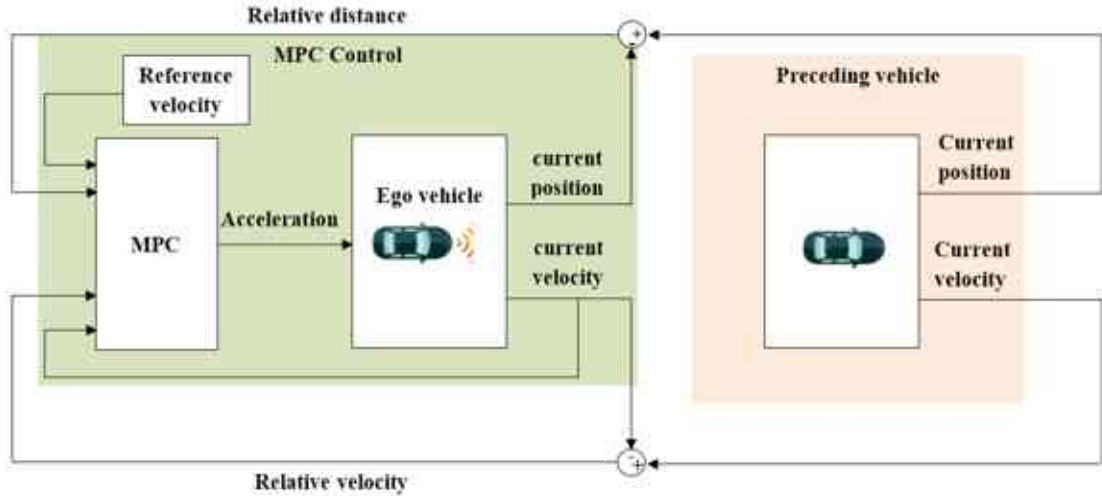 Relative distance
MPC Control
Reference
velocity
Preceding vehicle
current
position
Current
position
Ego vehicle
Acceleration
MPC
current
velocity
Current
velocity
Relative velocity